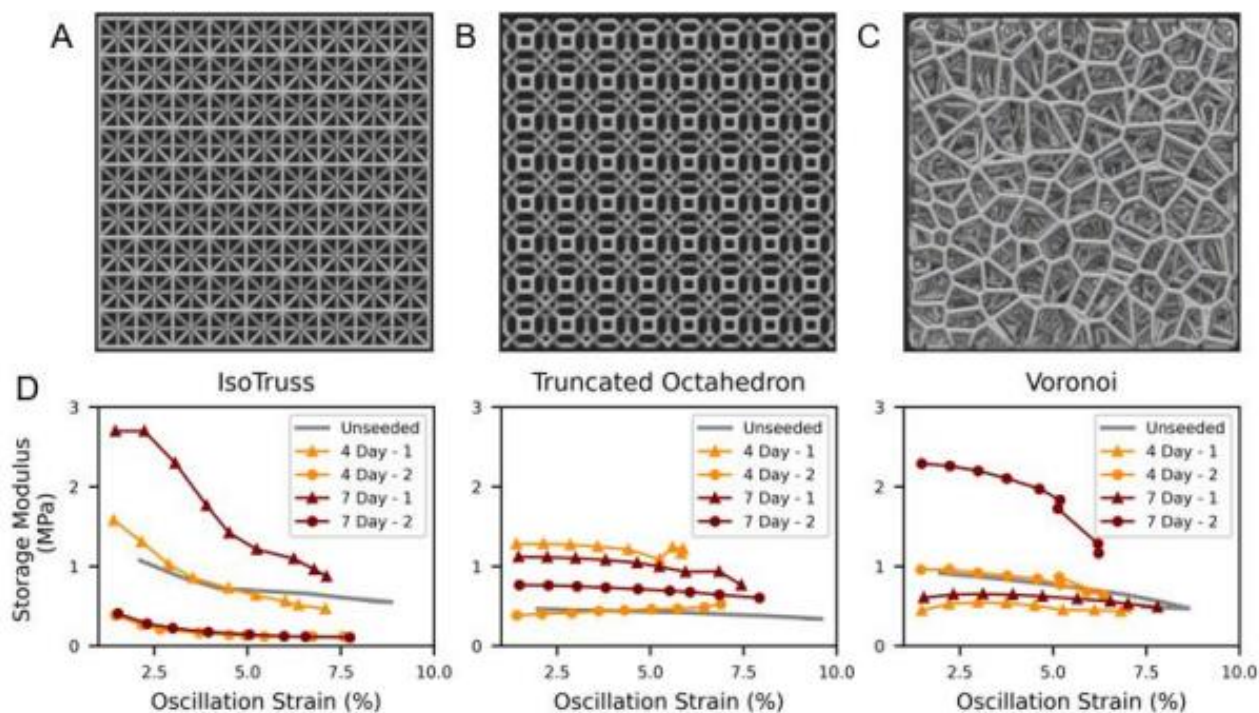 A
B
C
D
IsoTruss
Truncated Octahedron
Voronoi
Storage Modulus
(MPa)
3
2
1
0
Unseeded
4 Day - 1
4 Day - 2
7 Day - 1
7 Day - 2
2.5
5.0
7.5
10.0
Oscillation Strain (%)
3
2
1
0
Unseeded
4 Day - 1
4 Day - 2
7 Day - 1
7 Day - 2
2.5
5.0
7.5
10.0
Oscillation Strain (%)
3
2
1
0
Unseeded
4 Day - 1
4 Day - 2
7 Day - 1
7 Day - 2
2.5
5.0
7.5
10.0
Oscillation Strain (%)